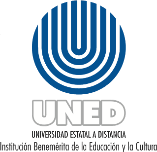 UNED
UNIVERSIDAD ESTATAL A DISTANCIA
Institución Benemérita de la Educación y la Cultura